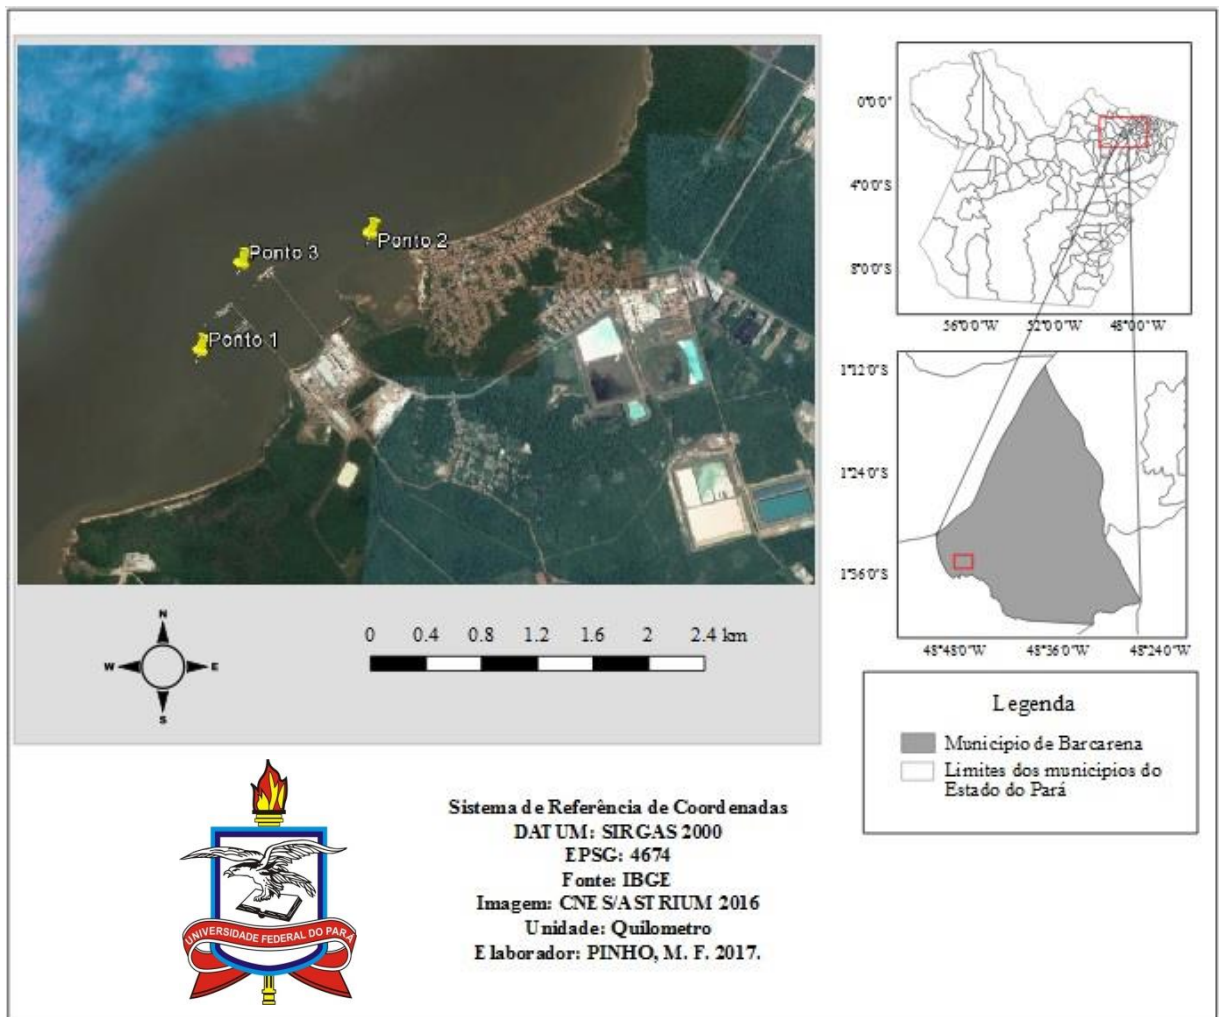 Ponto 2
Ponto 3
Ponto 1
N
W
E
S
0 0.4 0.8 1.2 1.6 2 2.4 km
0°0'0"
4°0'0"S
8°0'0"S
56°0'0"W 52°0'0"W 48°0'0"W
1°12'0"S
1°24'0"S
1°36'0"S
48°48'0"W 48°36'0"W 48°24'0"W
Legenda
Município de Barcarena
Limites dos municípios do
Estado do Pará
UNIVERSIDADE FEDERAL DO PARÁ
Sistema de Referência de Coordenadas
DATUM: SIRGAS 2000
EPSG: 4674
Fonte: IBGE
Imagem: CNES/ASTRIUM 2016
Unidade: Quilometro
Elaborador: PINHO, M. F. 2017.